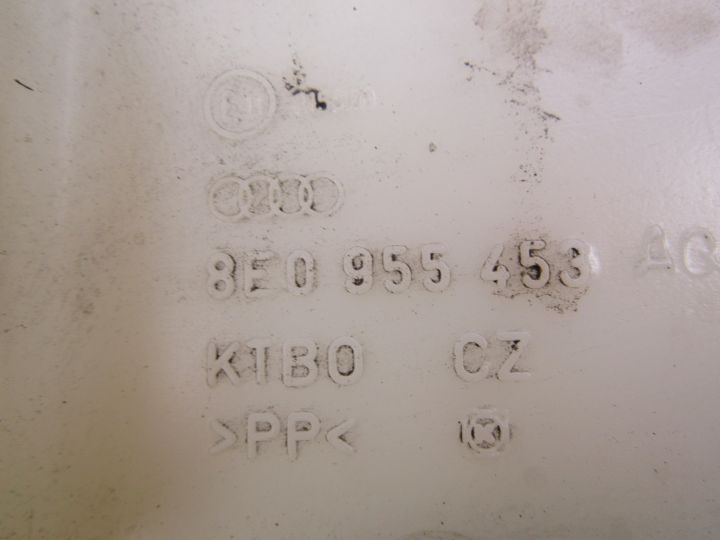 8E0 955 453 AG
KTBO CZ
>PP<
K